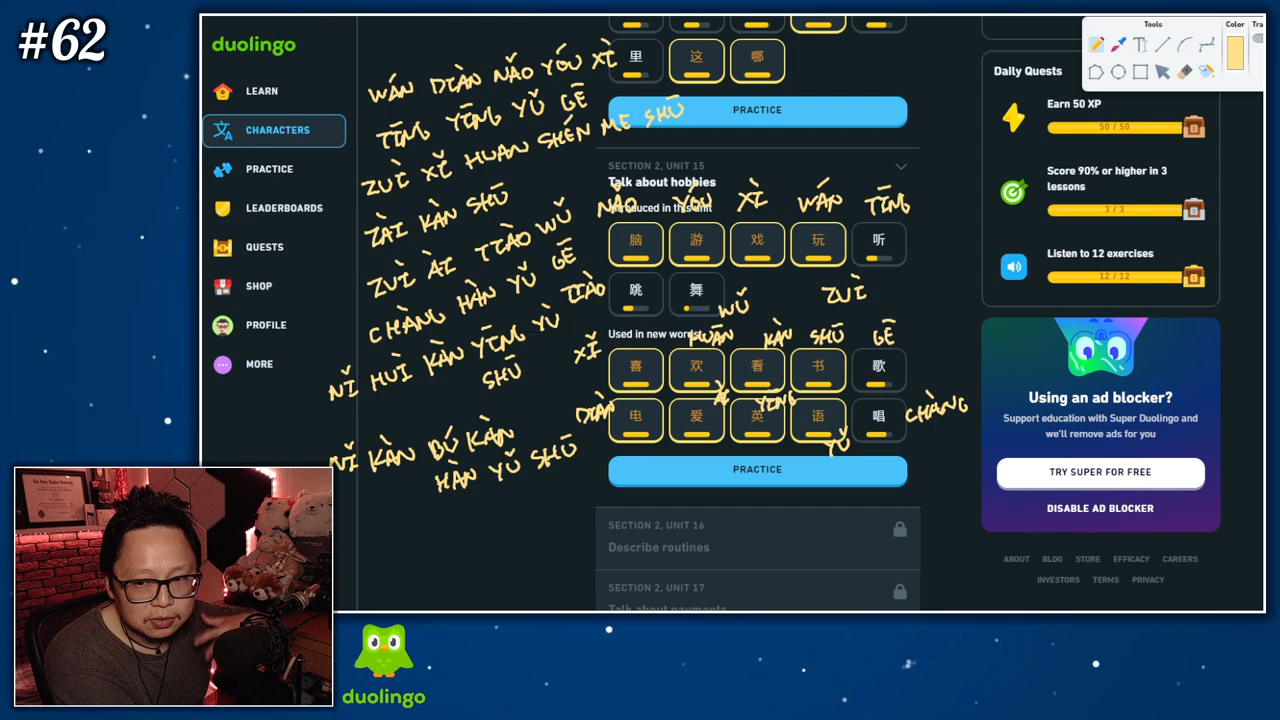 #62
duolingo
LEARN
CHARACTERS
PRACTICE
LEADERBOARDS
QUESTS
SHOP
PROFILE
MORE
WÁN DIÀN NǍO YÓU XÌ
TĪNG YĪNG YǓ GĒ
ZUÌ XǏ HUAN SHÉN ME SHŪ
ZÀI KÀN SHŪ
ZUÌ ÀI TIÀO WǓ
CHÀNG HÀN YǓ GĒ
NǏ HUÌ KÀN YĪNG YÙ
SHŪ
NǏ KÀN BÚ KÀN
HÀN YǓ SHŪ
里 这 哪
PRACTICE
SECTION 2, UNIT 15
Talk about hobbies
NǍO YÓU XÌ WÁN TĪNG
脑 游 戏 玩 听
TIÀO
跳 舞
WǓ ZUÌ
Used in new words
XǏ HUĀN KÀN SHŪ GĒ
喜 欢 看 书 歌
DIÀN ÀI YĪNG CHÀNG
电 爱 英 语 唱
YǓ
PRACTICE
SECTION 2, UNIT 16
Describe routines
SECTION 2, UNIT 17
Talk about payments
Tools
Color
Daily Quests
Earn 50 XP
50 / 50
Score 90% or higher in 3
lessons
3 / 3
Listen to 12 exercises
12 / 12
Using an ad blocker?
Support education with Super Duolingo and
we'll remove ads for you
TRY SUPER FOR FREE
DISABLE AD BLOCKER
ABOUT BLOG STORE EFFICACY CAREERS
INVESTORS TERMS PRIVACY
duolingo